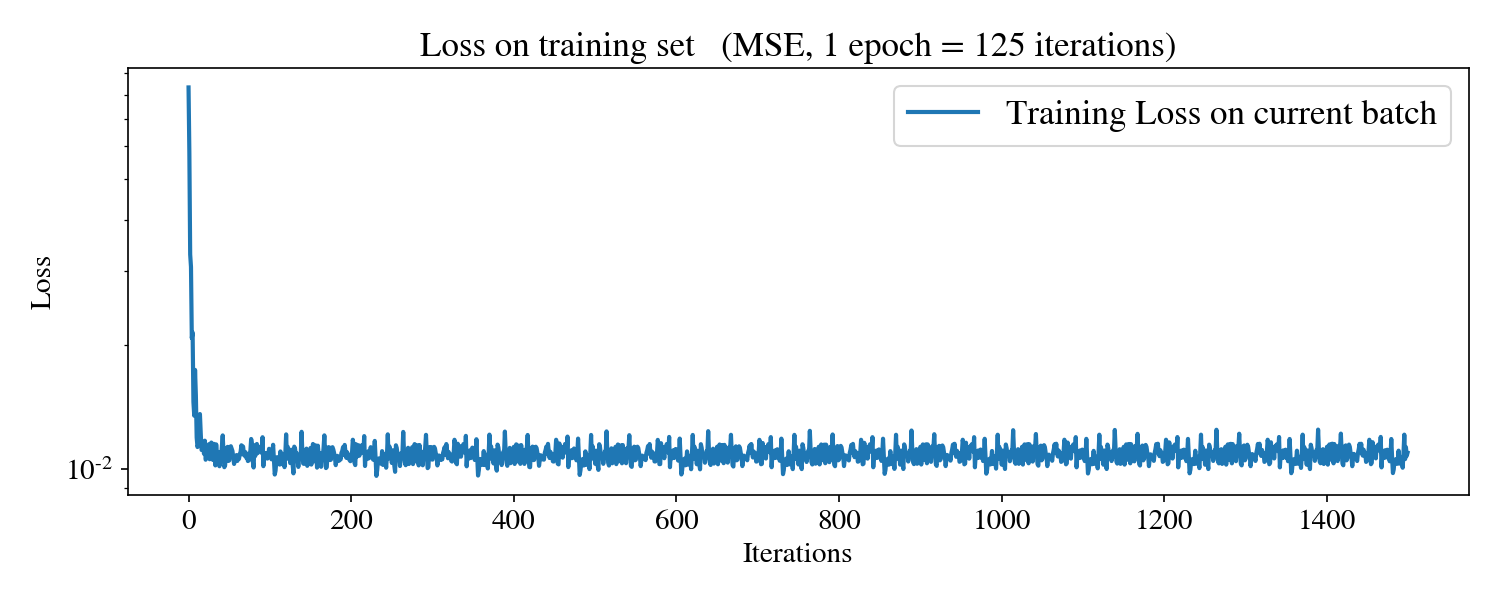 Loss on training set (MSE, 1 epoch = 125 iterations)
Training Loss on current batch
Loss
10⁻²
0 200 400 600 800 1000 1200 1400
Iterations